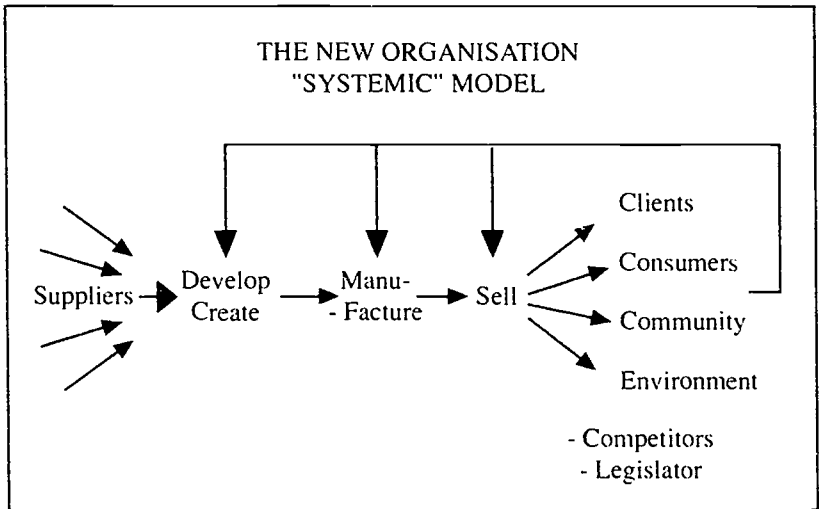 THE NEW ORGANISATION
"SYSTEMIC" MODEL
Suppliers
Develop
Create
Manu-
- Facture
Sell
Clients
Consumers
Community
Environment
- Competitors
- Legislator